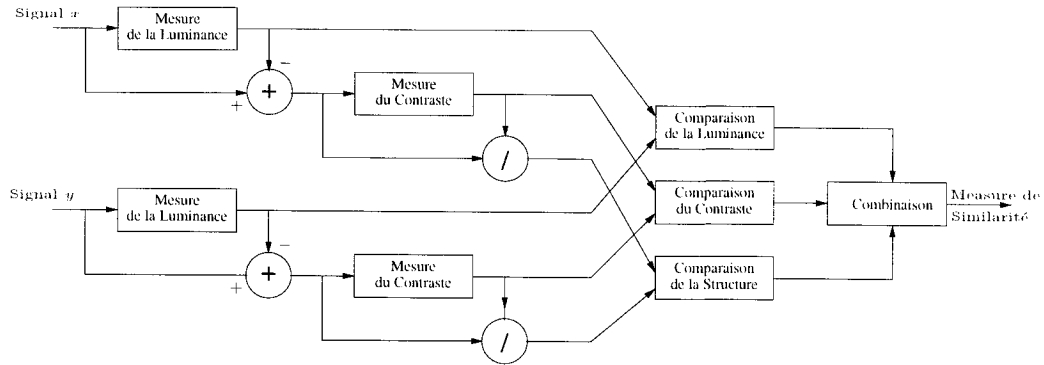 Signal x
Mesure
de la Luminance
−
+
+
Mesure
du Contraste
/
Comparaison
de la Luminance
Signal y
Mesure
de la Luminance
−
+
+
Mesure
du Contraste
/
Comparaison
du Contraste
Comparaison
de la Structure
Combinaison
Measure de
Similarité